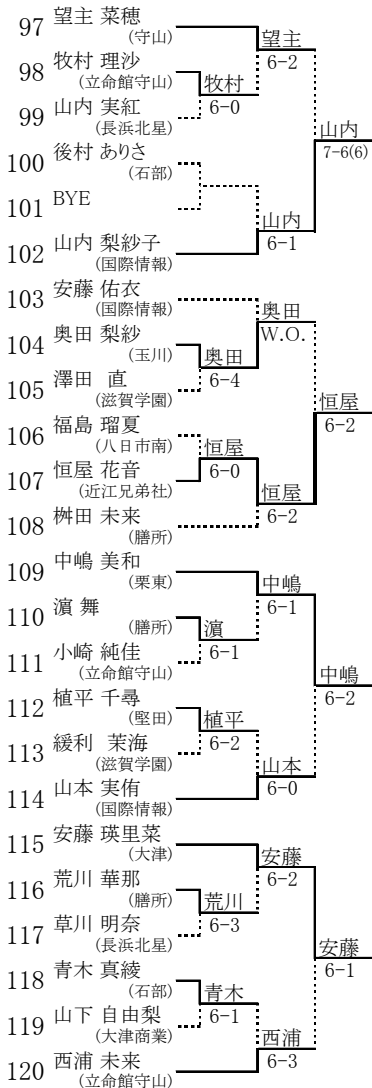 97 望主 菜穂
(守山)
98 牧村 理沙
(立命館守山)
99 山内 実紅
(長浜北星)
100 後村 ありさ
(石部)
101 BYE
102 山内 梨紗子
(国際情報)
103 安藤 佑衣
(国際情報)
104 奥田 梨紗
(玉川)
105 澤田 直
(滋賀学園)
106 福島 瑠夏
(八日市南)
107 恒屋 花音
(近江兄弟社)
108 桝田 未来
(膳所)
109 中嶋 美和
(栗東)
110 濵 舞
(膳所)
111 小崎 純佳
(立命館守山)
112 植平 千尋
(堅田)
113 緩利 茉海
(滋賀学園)
114 山本 実侑
(国際情報)
115 安藤 瑛里菜
(大津)
116 荒川 華那
(膳所)
117 草川 明奈
(長浜北星)
118 青木 真綾
(石部)
119 山下 自由梨
(大津商業)
120 西浦 未来
(立命館守山)
牧村
6-0
奥田
6-4
恒屋
6-0
濵
6-1
植平
6-2
荒川
6-3
青木
6-1
望主
6-2
山内
6-1
奥田
W.O.
恒屋
6-2
中嶋
6-1
山本
6-0
安藤
6-2
西浦
6-3
山内
7-6(6)
恒屋
6-2
中嶋
6-2
安藤
6-1